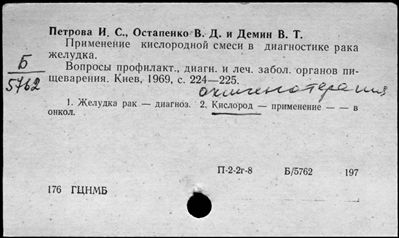 Петрова И. С., Остапенко В. Д. и Демин В. Т.
Применение кислородной смеси в диагностике рака
желудка.
Б
5762
Вопросы профилакт., диагн. и леч. забол. органов пи-
щеварения. Киев, 1969, с. 224—225.
оксигенотерапия
1. Желудка рак — диагноз. 2. Кислород — применение — — в
онкол.
П-2-2г-8 Б/5762 197
176 ГЦНМБ